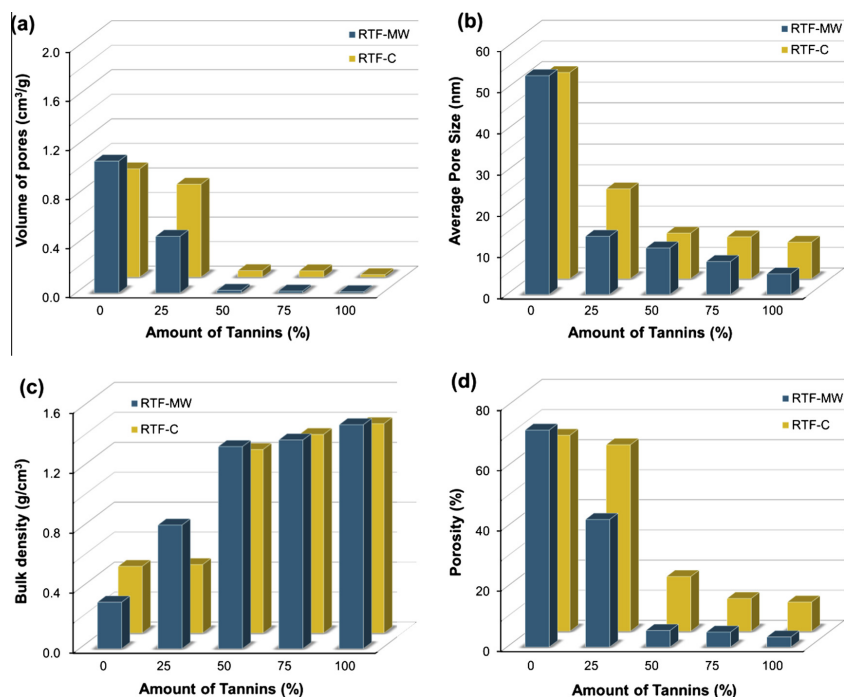 (a)
RTF-MW
RTF-C
Volume of pores (cm³/g)
2.0
1.6
1.2
0.8
0.4
0.0
0 25 50 75 100
Amount of Tannins (%)
(b)
RTF-MW
RTF-C
Average Pore Size (nm)
60
50
40
30
20
10
0
0 25 50 75 100
Amount of Tannins (%)
(c)
RTF-MW
RTF-C
Bulk density (g/cm³)
1.6
1.2
0.8
0.4
0.0
0 25 50 75 100
Amount of Tannins (%)
(d)
RTF-MW
RTF-C
Porosity (%)
80
60
40
20
0
0 25 50 75 100
Amount of Tannins (%)